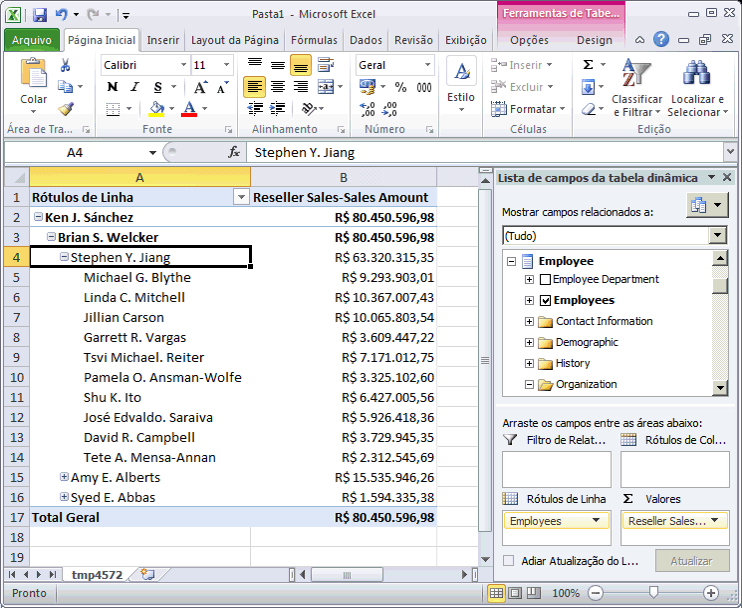 Pasta1 - Microsoft Excel
Ferramentas de Tabe...
Arquivo Página Inicial Inserir Layout da Página Fórmulas Dados Revisão Exibição Opções Design
Colar
Calibri 11
N I S
Geral
% 000
Estilo
Inserir
Excluir
Formatar
Classificar e Filtrar
Localizar e Selecionar
Área de Tra... Fonte Alinhamento Número Células Edição
A4 fx Stephen Y. Jiang
A B
1 Rótulos de Linha Reseller Sales-Sales Amount
2 Ken J. Sánchez R$ 80.450.596,98
3 Brian S. Welcker R$ 80.450.596,98
4 Stephen Y. Jiang R$ 63.320.315,35
5 Michael G. Blythe R$ 9.293.903,01
6 Linda C. Mitchell R$ 10.367.007,43
7 Jillian Carson R$ 10.065.803,54
8 Garrett R. Vargas R$ 3.609.447,22
9 Tsvi Michael. Reiter R$ 7.171.012,75
10 Pamela O. Ansman-Wolfe R$ 3.325.102,60
11 Shu K. Ito R$ 6.427.005,56
12 José Edvaldo. Saraiva R$ 5.926.418,36
13 David R. Campbell R$ 3.729.945,35
14 Tete A. Mensa-Annan R$ 2.312.545,69
15 Amy E. Alberts R$ 15.535.946,26
16 Syed E. Abbas R$ 1.594.335,38
17 Total Geral R$ 80.450.596,98
18
19
Lista de campos da tabela dinâmica
Mostrar campos relacionados a:
(Tudo)
Employee
Employee Department
Employees
Contact Information
Demographic
History
Organization
Arraste os campos entre as áreas abaixo:
Filtro de Relat... Rótulos de Col...
Rótulos de Linha Σ Valores
Employees Reseller Sales...
Adiar Atualização do L... Atualizar
tmp4572
Pronto 100%